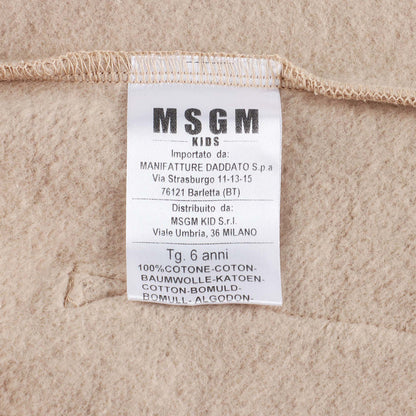 MSGM
KIDS
Importato da:
MANIFATTURE DADDATO S.p.a
Via Strasburgo 11-13-15
76121 Barletta (BT)
Distribuito da:
MSGM KID S.r.l.
Viale Umbria, 36 MILANO
Tg. 6 anni
100%COTONE-COTON-
BAUMWOLLE-KATOEN-
COTTON-BOMULD-
BOMULL- ALGODON-